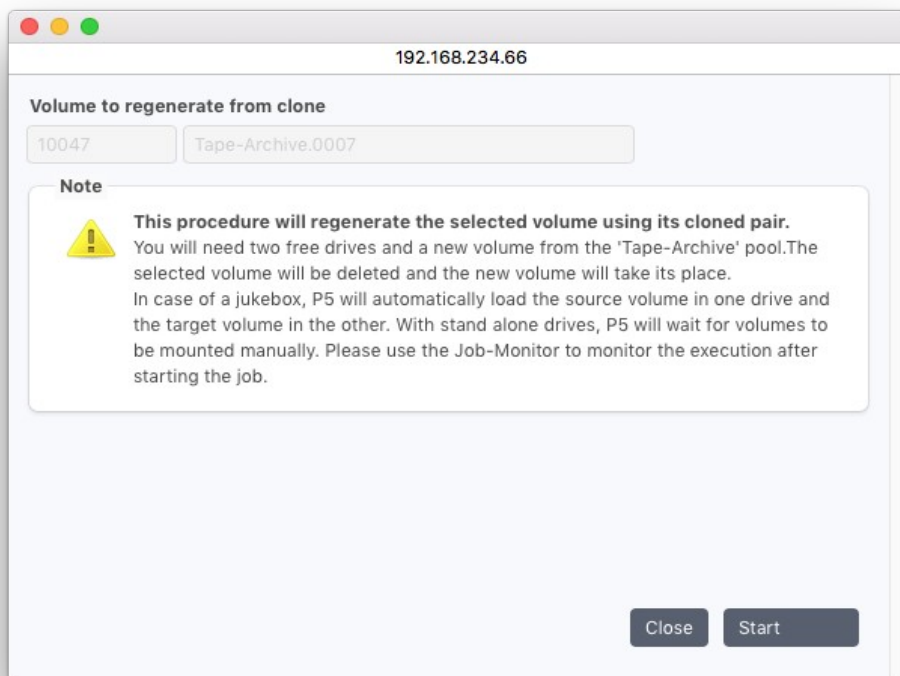 192.168.234.66
Volume to regenerate from clone
10047 Tape-Archive.0007
Note
This procedure will regenerate the selected volume using its cloned pair.
You will need two free drives and a new volume from the 'Tape-Archive' pool.The
selected volume will be deleted and the new volume will take its place.
In case of a jukebox, P5 will automatically load the source volume in one drive and
the target volume in the other. With stand alone drives, P5 will wait for volumes to
be mounted manually. Please use the Job-Monitor to monitor the execution after
starting the job.
Close Start